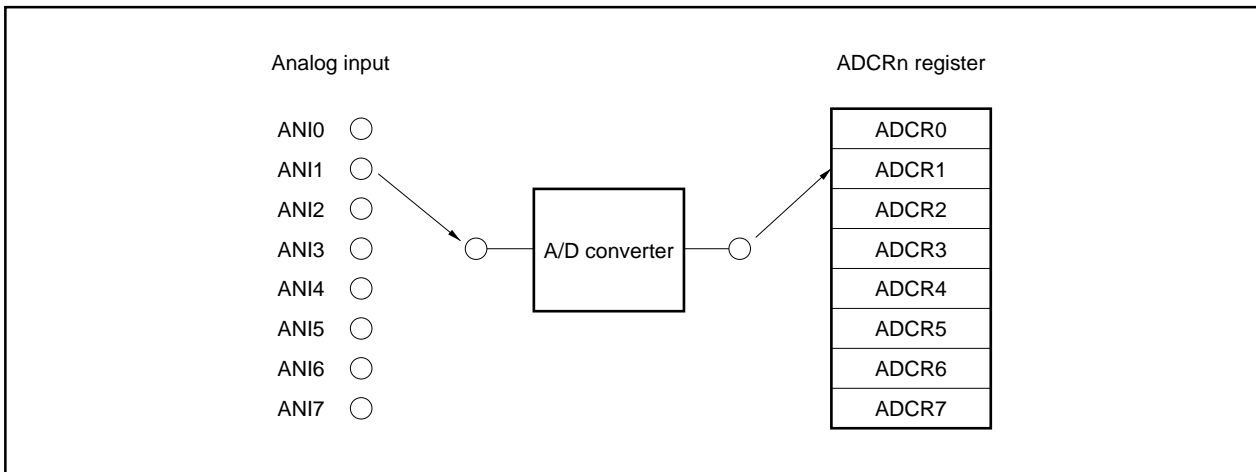 Analog input
ADCRn register
ANI0
ANI1
ANI2
ANI3
ANI4
ANI5
ANI6
ANI7
A/D converter
ADCR0
ADCR1
ADCR2
ADCR3
ADCR4
ADCR5
ADCR6
ADCR7